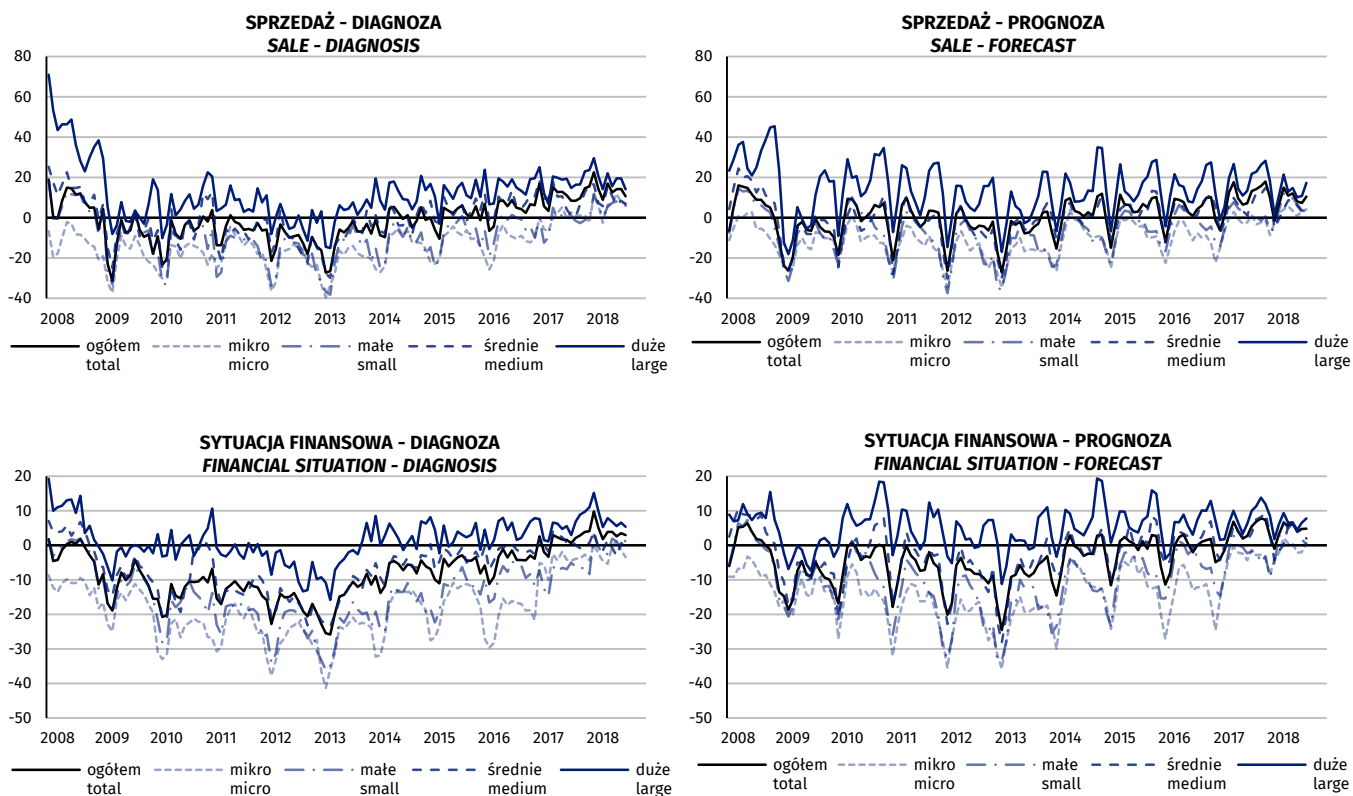 SPRZEDAŻ - DIAGNOZA
SALE - DIAGNOSIS
80
60
40
20
0
-20
-40
2008 2009 2010 2011 2012 2013 2014 2015 2016 2017 2018
ogółem mikro małe średnie duże
total micro small medium large
SPRZEDAŻ - PROGNOZA
SALE - FORECAST
80
60
40
20
0
-20
-40
2008 2009 2010 2011 2012 2013 2014 2015 2016 2017 2018
ogółem mikro małe średnie duże
total micro small medium large
SYTUACJA FINANSOWA - DIAGNOZA
FINANCIAL SITUATION - DIAGNOSIS
20
10
0
-10
-20
-30
-40
-50
2008 2009 2010 2011 2012 2013 2014 2015 2016 2017 2018
ogółem mikro małe średnie duże
total micro small medium large
SYTUACJA FINANSOWA - PROGNOZA
FINANCIAL SITUATION - FORECAST
20
10
0
-10
-20
-30
-40
-50
2008 2009 2010 2011 2012 2013 2014 2015 2016 2017 2018
ogółem mikro małe średnie duże
total micro small medium large